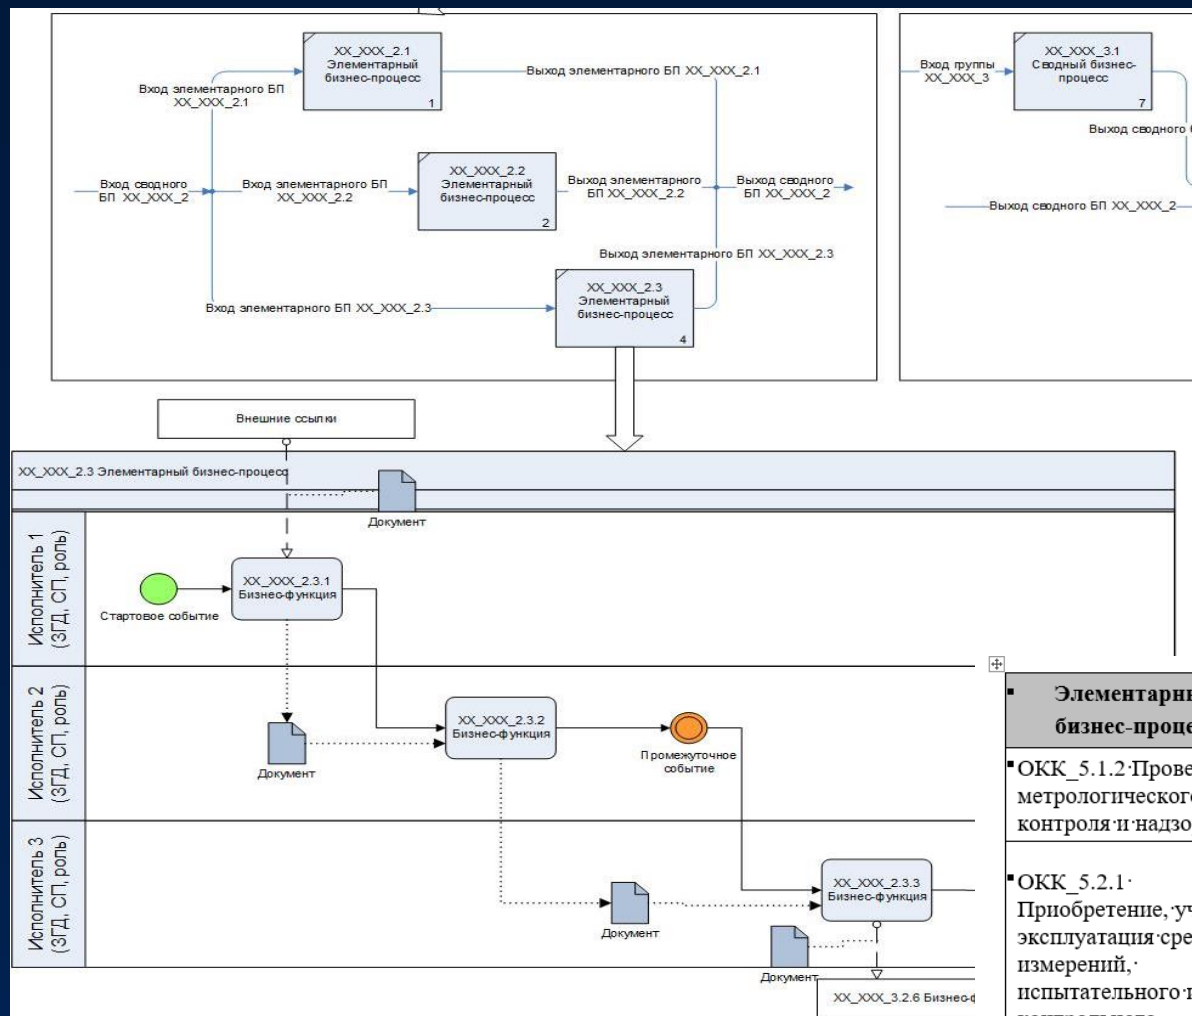 XX_XXX_2.1
Элементарный
бизнес-процесс
1
Выход элементарного БП XX_XXX_2.1
Вход элементарного БП
XX_XXX_2.1
Вход сводного
БП XX_XXX_2
Вход элементарного БП
XX_XXX_2.2
XX_XXX_2.2
Элементарный
бизнес-процесс
2
Выход элементарного
БП XX_XXX_2.2
Выход сводного
БП XX_XXX_2
Выход элементарного БП XX_XXX_2.3
Вход элементарного БП XX_XXX_2.3
XX_XXX_2.3
Элементарный
бизнес-процесс
4
Вход группы
XX_XXX_3
XX_XXX_3.1
Сводный бизнес-
процесс
7
Выход сводного
Выход сводного БП XX_XXX_2
Внешние ссылки
XX_XXX_2.3 Элементарный бизнес-процесс
Документ
Исполнитель 1
(ЗГД, СП, роль)
Стартовое событие
XX_XXX_2.3.1
Бизнес-функция
Исполнитель 2
(ЗГД, СП, роль)
Документ
XX_XXX_2.3.2
Бизнес-функция
Промежуточное
событие
Исполнитель 3
(ЗГД, СП, роль)
Документ
XX_XXX_2.3.3
Бизнес-функция
Документ
XX_XXX_3.2.6 Бизнес-ф
Элементарны
бизнес-проце
ОКК_5.1.2 Прове
метрологического
контроля и надзо
ОКК_5.2.1
Приобретение, уч
эксплуатация сре
измерений,
испытательного и